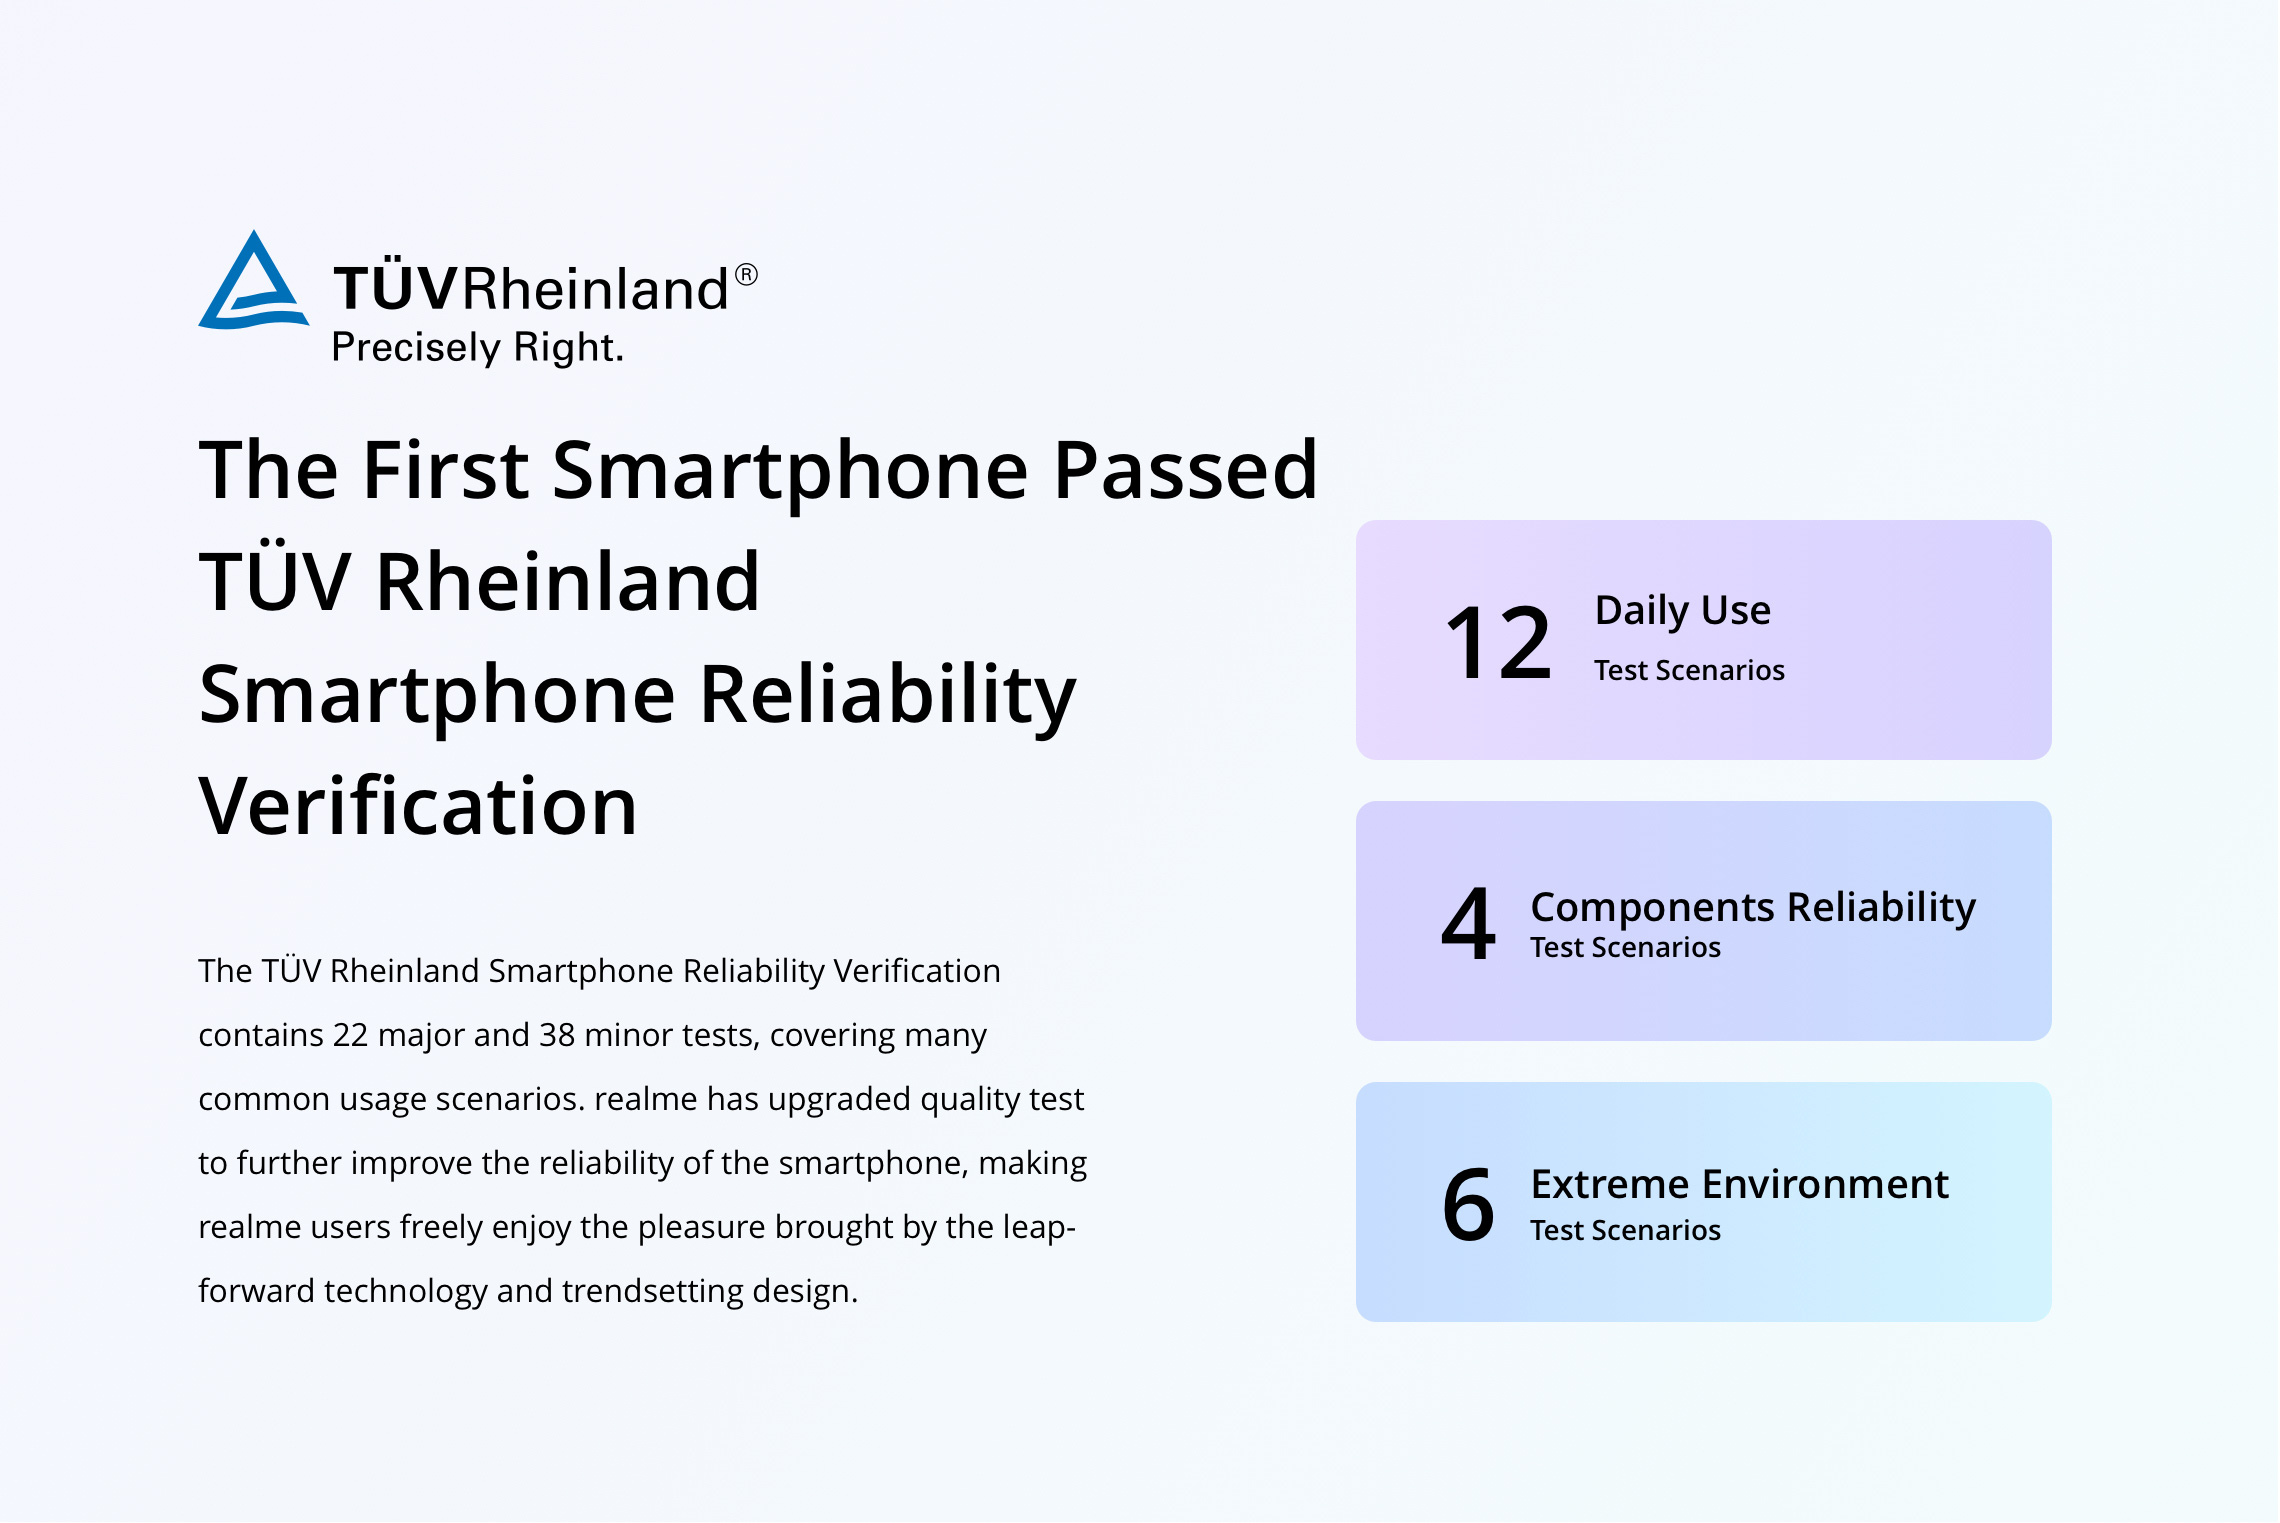 TÜVRheinland®
Precisely Right.
The First Smartphone Passed
TÜV Rheinland
Smartphone Reliability
Verification
The TÜV Rheinland Smartphone Reliability Verification
contains 22 major and 38 minor tests, covering many
common usage scenarios. realme has upgraded quality test
to further improve the reliability of the smartphone, making
realme users freely enjoy the pleasure brought by the leap-
forward technology and trendsetting design.
12 Daily Use
Test Scenarios
4 Components Reliability
Test Scenarios
6 Extreme Environment
Test Scenarios